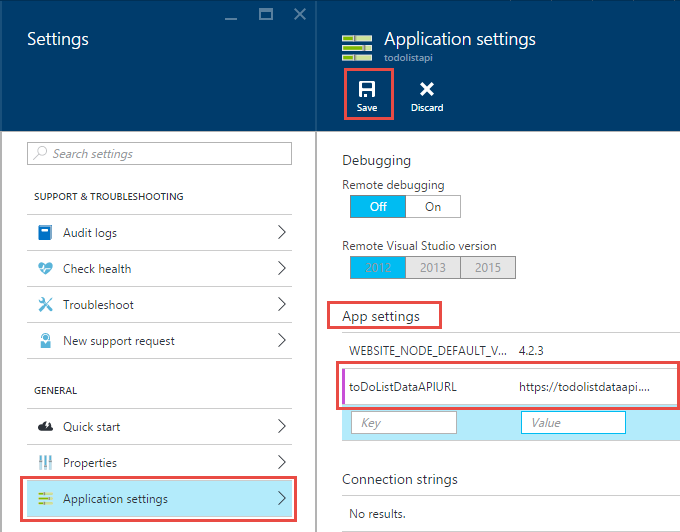 Settings
Search settings
SUPPORT & TROUBLESHOOTING
Audit logs
Check health
Troubleshoot
New support request
GENERAL
Quick start
Properties
Application settings
Application settings
todolistapi
Save Discard
Debugging
Remote debugging
Off On
Remote Visual Studio version
2012 2013 2015
App settings
WEBSITE_NODE_DEFAULT_V... 4.2.3
toDoListDataAPIURL https://todolistdataapi....
Key Value
Connection strings
No results.